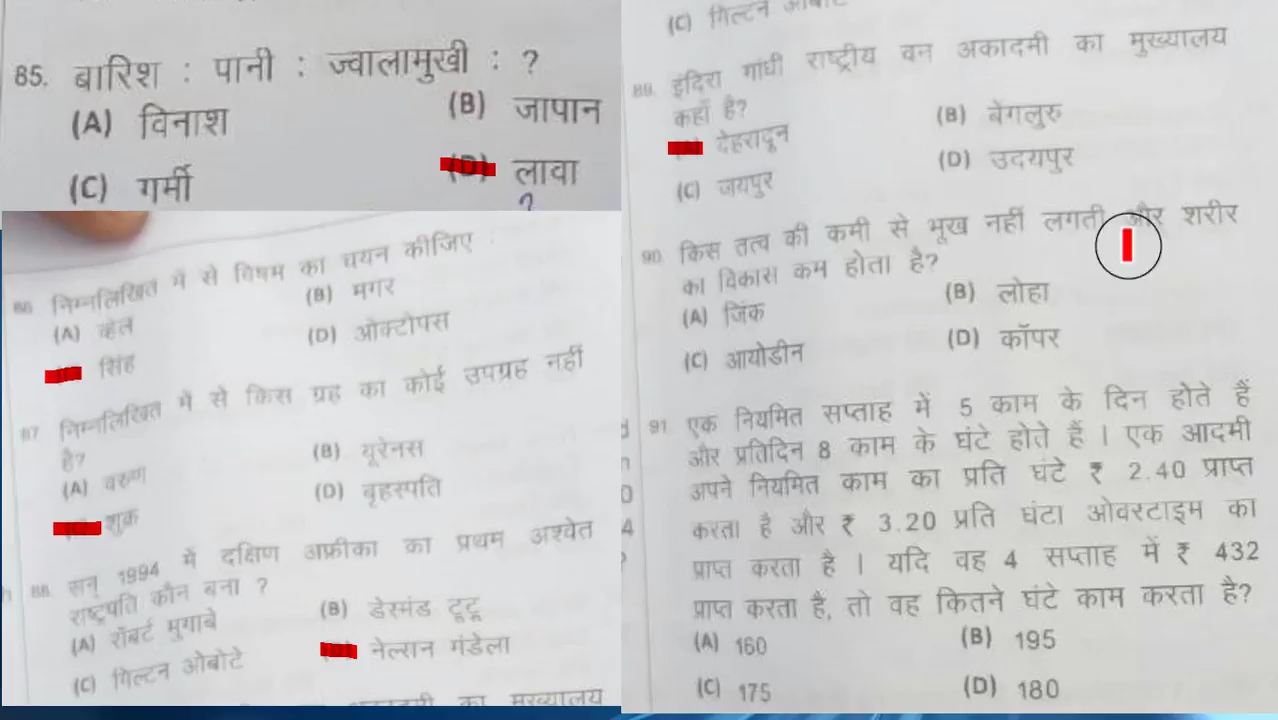 85. बारिश : पानी : ज्वालामुखी : ?
(A) विनाश
(B) जापान
(C) गर्मी
(D) लावा
86 निम्नलिखित में से विषम का चयन कीजिए :
(A) व्हेल
(B) मगर
सिंह
(D) ओक्टोपस
87 निम्नलिखित में से किस ग्रह का कोई उपग्रह नहीं
है?
(A) वरुण
(B) यूरेनस
शुक्र
(D) बृहस्पति
88. सन् 1994 में दक्षिण अफ्रीका का प्रथम अश्वेत
राष्ट्रपति कौन बना ?
(A) रॉबर्ट मुगाबे
(B) डेस्मंड टूटू
(C) गिल्टन ओबोटे
नेल्सन मंडेला
का मुख्यालय
(C) गिल्टन ओबोटे
89. इंदिरा गांधी राष्ट्रीय वन अकादमी का मुख्यालय
कहाँ है?
देहरादून
(B) बेंगलुरु
(C) जयपुर
(D) उदयपुर
90 किस तत्व की कमी से भूख नहीं लगती और शरीर
का विकास कम होता है?
(A) जिंक
(B) लोहा
(C) आयोडीन
(D) कॉपर
91 एक नियमित सप्ताह में 5 काम के दिन होते हैं
और प्रतिदिन 8 काम के घंटे होते हैं । एक आदमी
अपने नियमित काम का प्रति घंटे ₹ 2.40 प्राप्त
करता है और ₹ 3.20 प्रति घंटा ओवरटाइम का
प्राप्त करता है । यदि वह 4 सप्ताह में ₹ 432
प्राप्त करता है, तो वह कितने घंटे काम करता है?
(A) 160
(B) 195
(C) 175
(D) 180